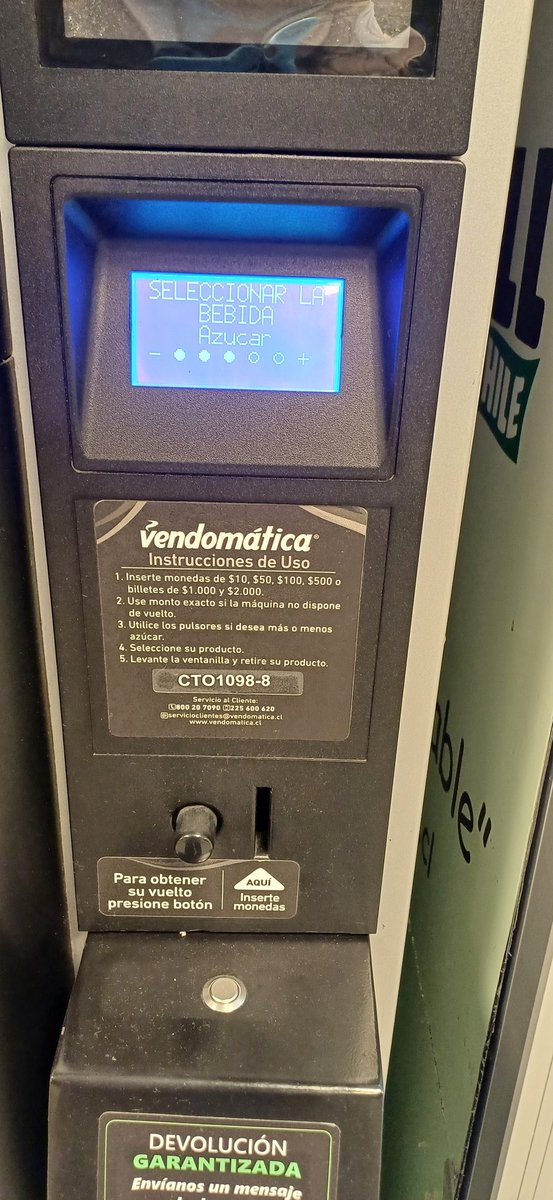 SELECCIONAR LA
BEBIDA
Azucar
- +
vendomática®
Instrucciones de Uso
1. Inserte monedas de $10, $50, $100, $500 o
billetes de $1.000 y $2.000.
2. Use monto exacto si la máquina no dispone
de vuelto.
3. Utilice los pulsores si desea más o menos
azúcar.
4. Seleccione su producto.
5. Levante la ventanilla y retire su producto.
CTO1098-8
Servicio al Cliente:
800 20 7090 225 600 620
servicioclientes@vendomatica.cl
www.vendomatica.cl
Para obtener
su vuelto
presione botón
AQUÍ
Inserte
monedas
DEVOLUCIÓN
GARANTIZADA
Envíanos un mensaje
HILE
able"
cl